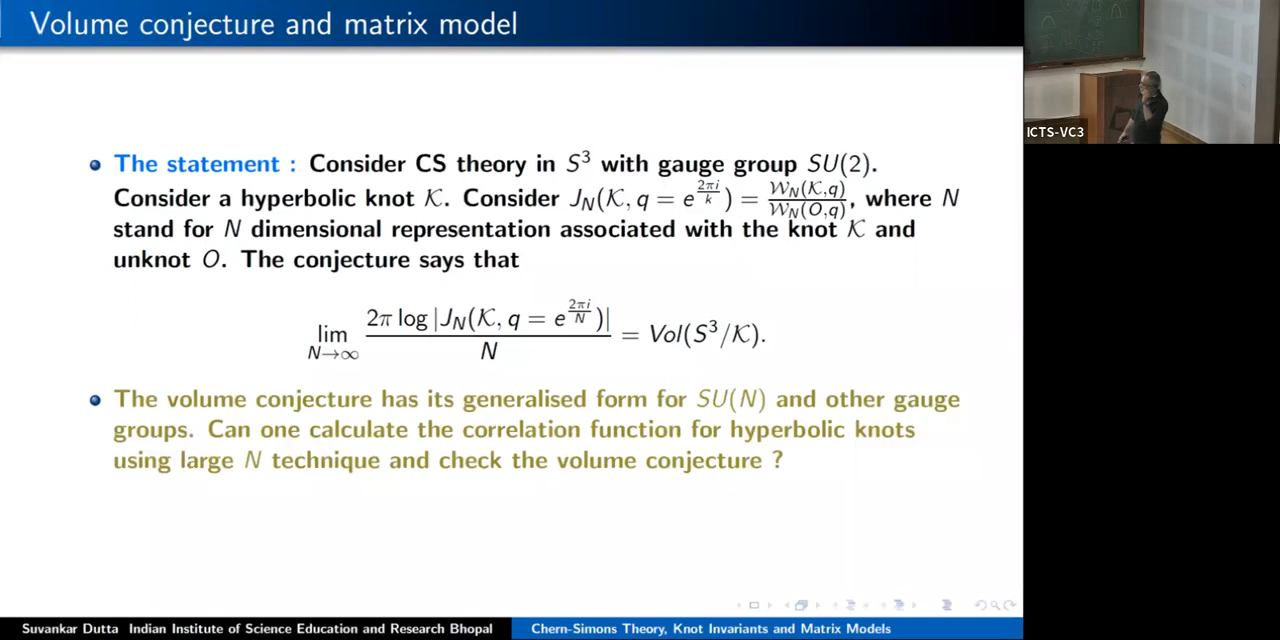 Volume conjecture and matrix model
The statement : Consider CS theory in S³ with gauge group SU(2).
Consider a hyperbolic knot 𝒦. Consider J_N(𝒦, q = e^{2πi/k}) = 𝒲_N(𝒦,q)/𝒲_N(O,q), where N
stand for N dimensional representation associated with the knot 𝒦 and
unknot O. The conjecture says that
lim_{N→∞} 2π log |J_N(𝒦, q = e^{2πi/N})| / N = Vol(S³/𝒦).
The volume conjecture has its generalised form for SU(N) and other gauge
groups. Can one calculate the correlation function for hyperbolic knots
using large N technique and check the volume conjecture ?
ICTS-VC3
Suvankar Dutta Indian Institute of Science Education and Research Bhopal
Chern-Simons Theory, Knot Invariants and Matrix Models